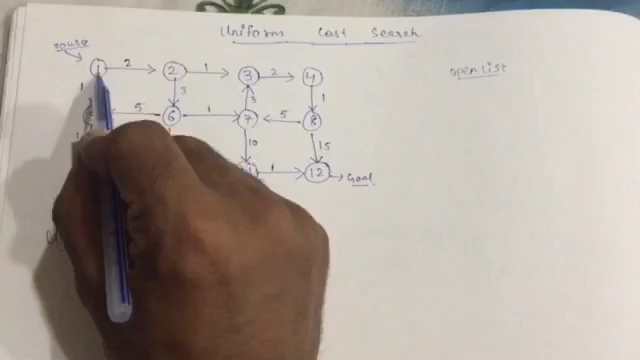 Uniform Cost Search
source
open list
1 2 2 1 3 2 4
1 3 3 1
5 6 1 7 5 8
10 15
1 12 Goal